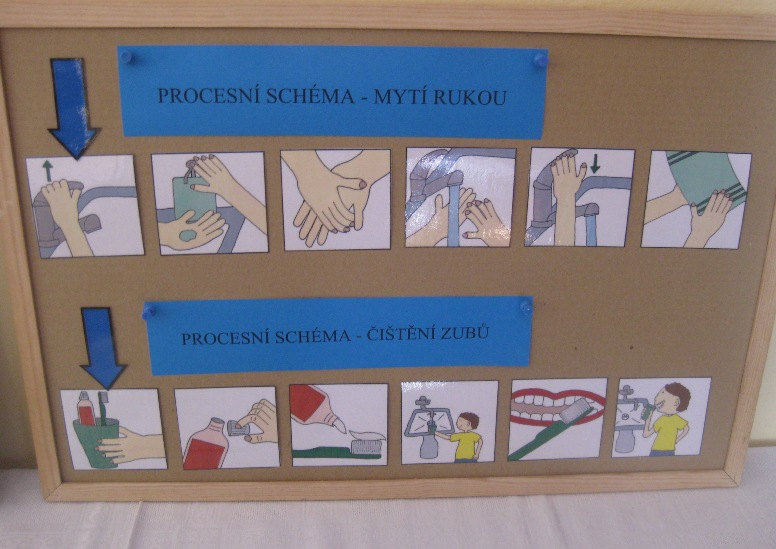 PROCESNÍ SCHÉMA - MYTÍ RUKOU
PROCESNÍ SCHÉMA - ČIŠTĚNÍ ZUBŮ